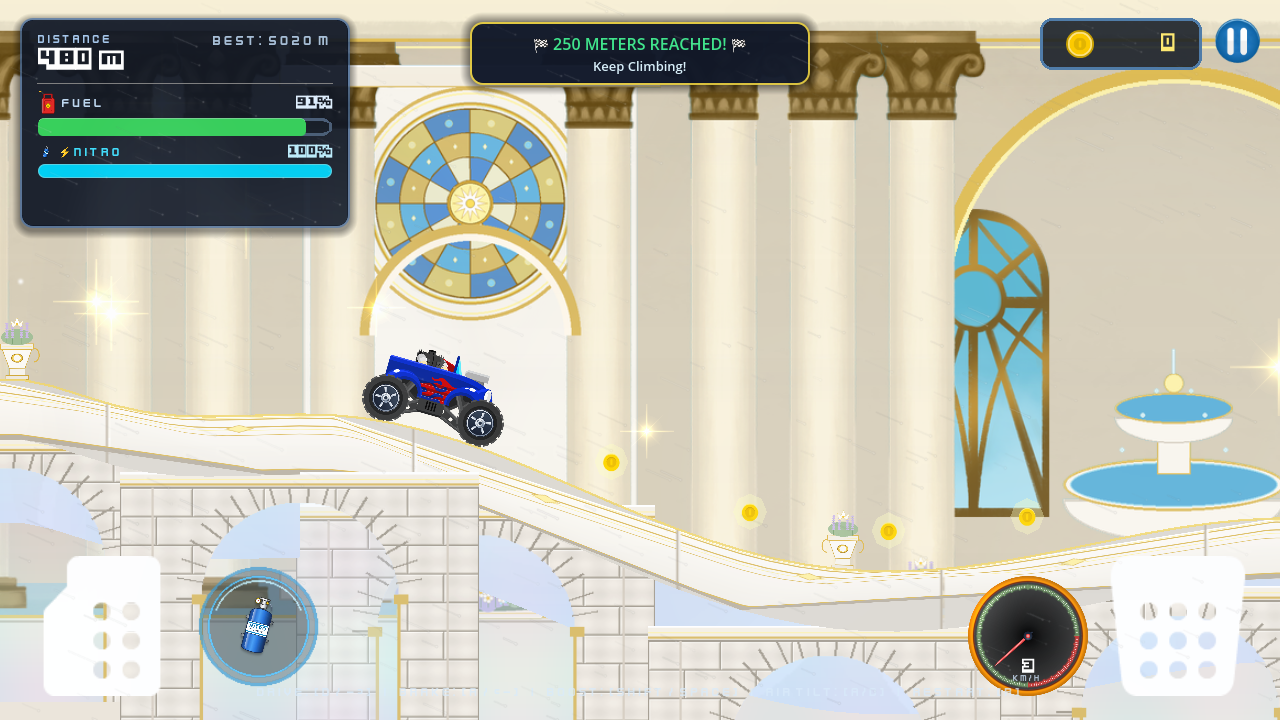 DISTANCE
BEST: 5020 M
480 m
FUEL
91%
NITRO
100%
250 METERS REACHED!
Keep Climbing!
0
3
KM/H